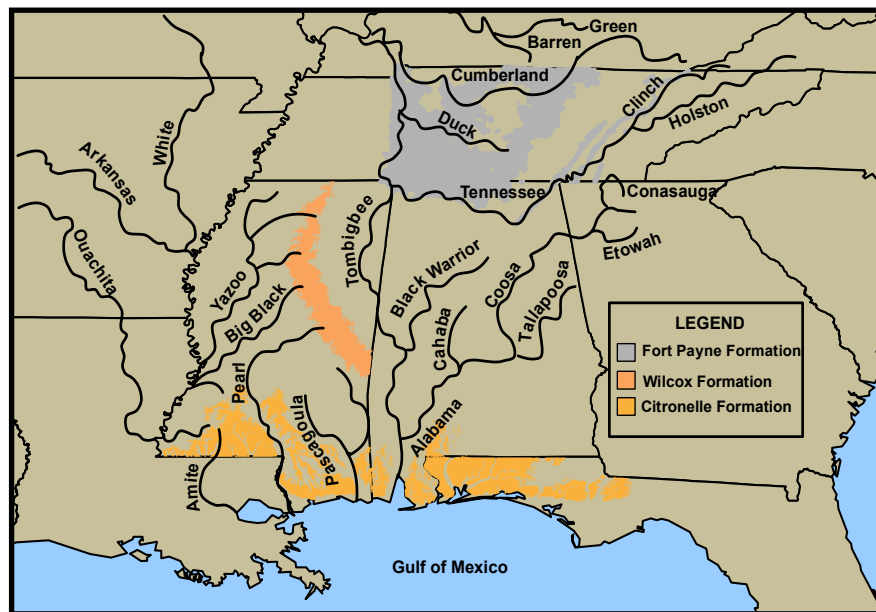 Green
Barren
Cumberland
Clinch
White
Duck
Holston
Arkansas
Tennessee
Conasauga
Tombigbee
Ouachita
Etowah
Black Warrior
Yazoo
Coosa
Tallapoosa
Big Black
Cahaba
LEGEND
Fort Payne Formation
Wilcox Formation
Citronelle Formation
Pearl
Pascagoula
Alabama
Amite
Gulf of Mexico